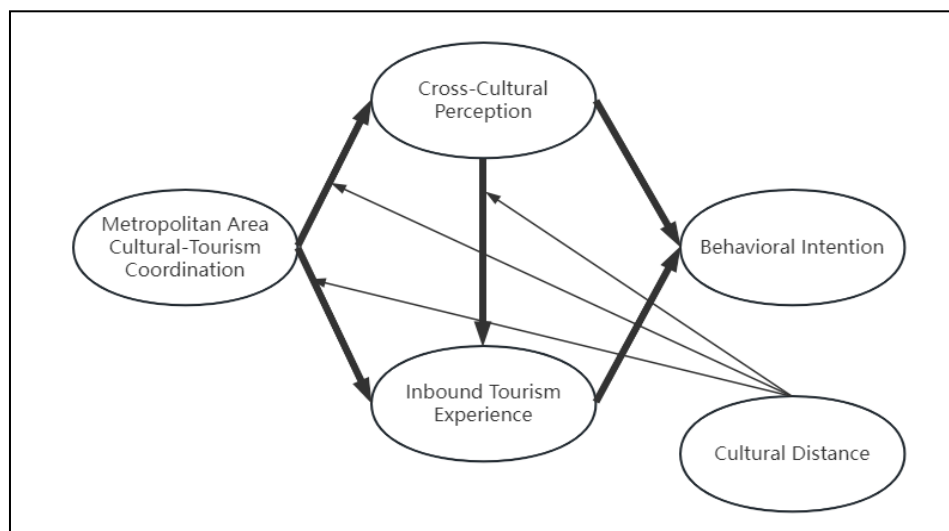 Cross-Cultural
Perception
Metropolitan Area
Cultural-Tourism
Coordination
Behavioral Intention
Inbound Tourism
Experience
Cultural Distance